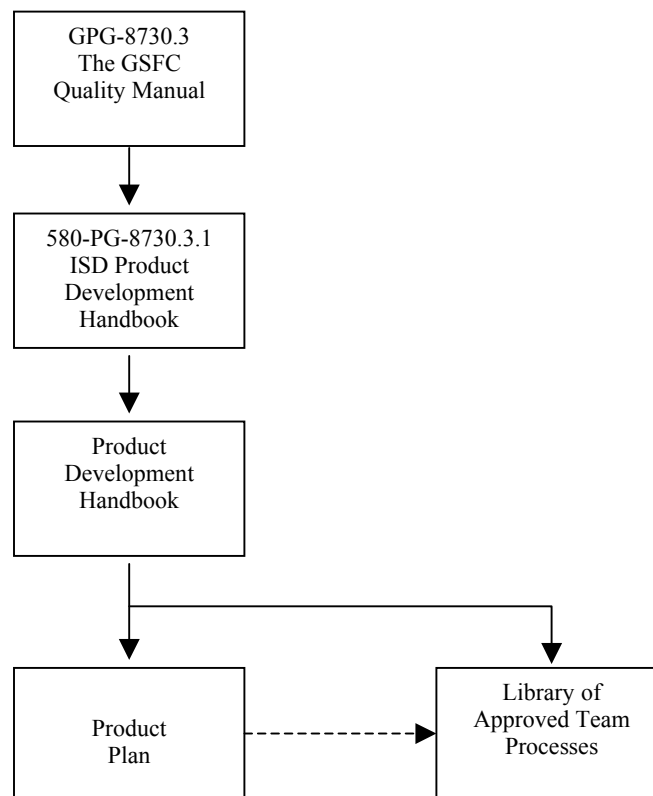 GPG-8730.3
The GSFC
Quality Manual
580-PG-8730.3.1
ISD Product
Development
Handbook
Product
Development
Handbook
Product
Plan
Library of
Approved Team
Processes